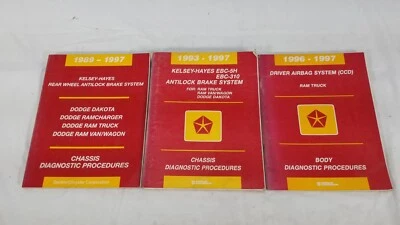 1989 - 1997
KELSEY-HAYES
REAR WHEEL ANTILOCK BRAKE SYSTEM
DODGE DAKOTA
DODGE RAMCHARGER
DODGE RAM TRUCK
DODGE RAM VAN/WAGON
CHASSIS
DIAGNOSTIC PROCEDURES
1993 - 1997
KELSEY-HAYES EBC-5H
EBC-310
ANTILOCK BRAKE SYSTEM
FOR: RAM TRUCK
RAM VAN/WAGON
DODGE DAKOTA
CHASSIS
DIAGNOSTIC PROCEDURES
1996 - 1997
DRIVER AIRBAG SYSTEM (CCD)
RAM TRUCK
BODY
DIAGNOSTIC PROCEDURES